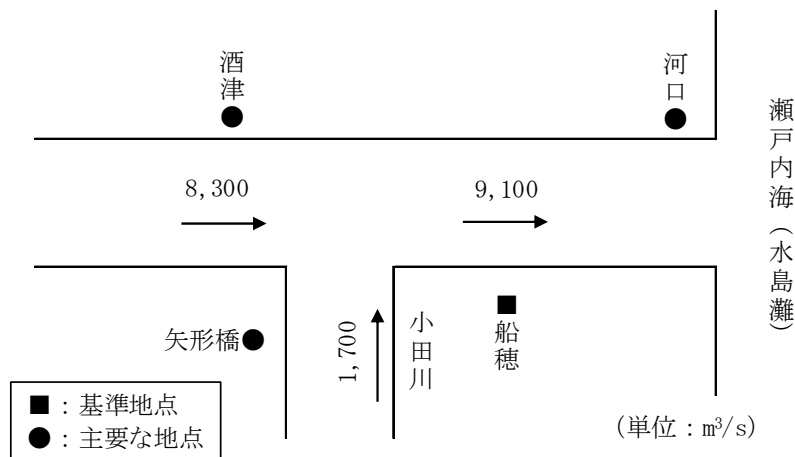 酒津
河口
瀬戸内海（水島灘）
8,300
9,100
矢形橋
1,700
小田川
船穂
■：基準地点
●：主要な地点
（単位：m³/s）